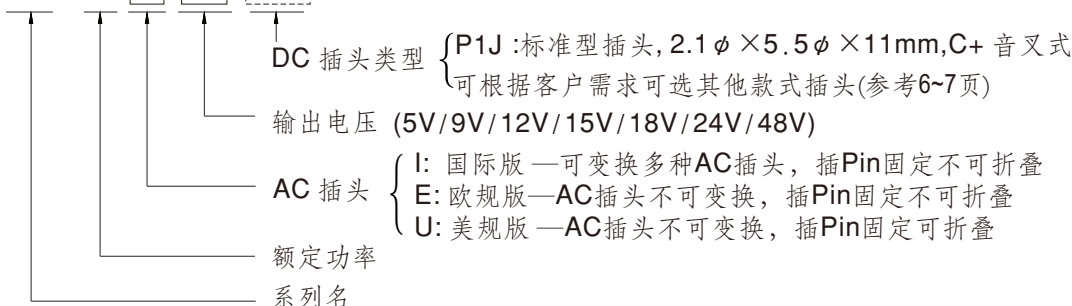 DC 插头类型 P1J :标准型插头, 2.1φ×5.5φ×11mm,C+ 音叉式
可根据客户需求可选其他款式插头(参考6~7页)
输出电压 (5V/9V/12V/15V/18V/24V/48V)
I: 国际版 —可变换多种AC插头，插Pin固定不可折叠
AC 插头 E: 欧规版—AC插头不可变换，插Pin固定不可折叠
U: 美规版 —AC插头不可变换，插Pin固定可折叠
额定功率
系列名